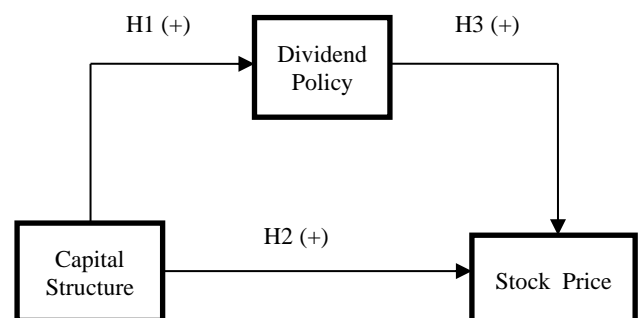 H1 (+)
H3 (+)
Dividend
Policy
H2 (+)
Capital
Structure
Stock Price